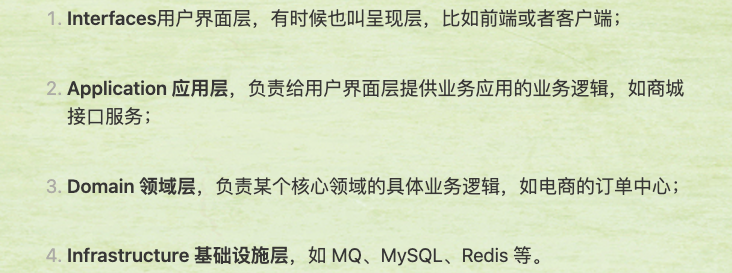 1. Interfaces用户界面层，有时候也叫呈现层，比如前端或者客户端；
2. Application 应用层，负责给用户界面层提供业务应用的业务逻辑，如商城
接口服务；
3. Domain 领域层，负责某个核心领域的具体业务逻辑，如电商的订单中心；
4. Infrastructure 基础设施层，如 MQ、MySQL、Redis 等。